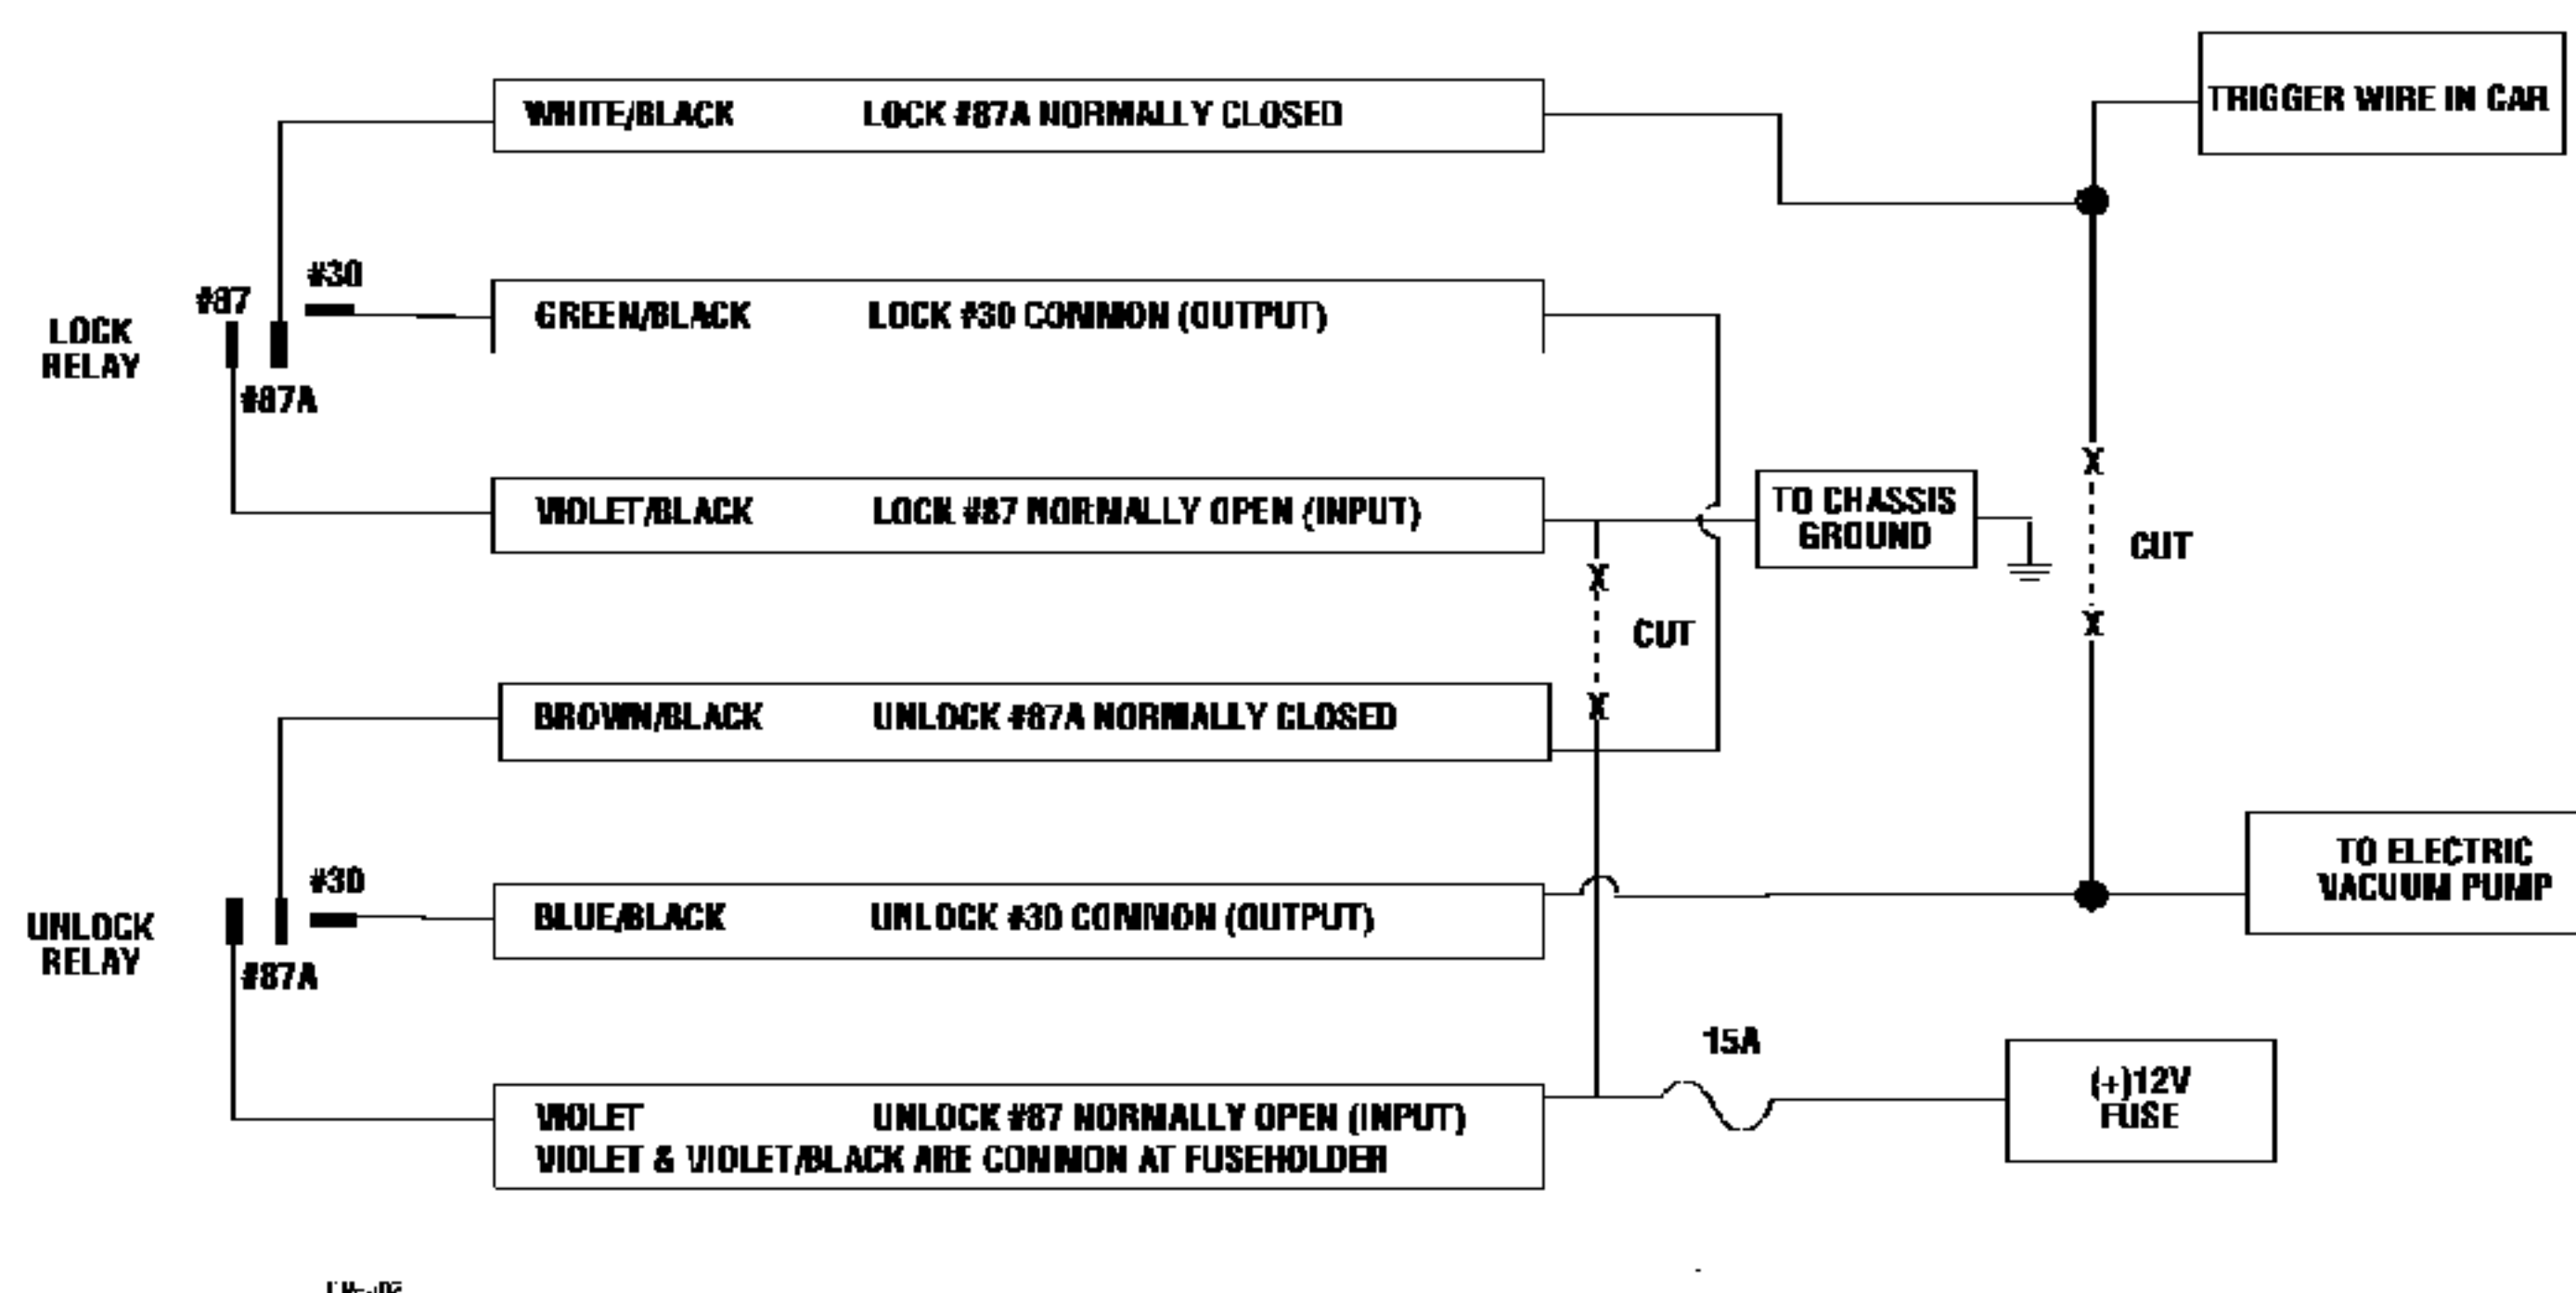 TRIGGER WIRE IN CAR
WHITE/BLACK LOCK #87A NORMALLY CLOSED
#30
#87
GREEN/BLACK LOCK #30 COMMON (OUTPUT)
LOCK
RELAY
#87A
VIOLET/BLACK LOCK #87 NORMALLY OPEN (INPUT)
TO CHASSIS
GROUND
CUT
CUT
BROWN/BLACK UNLOCK #87A NORMALLY CLOSED
#30
TO ELECTRIC
VACUUM PUMP
BLUE/BLACK UNLOCK #30 COMMON (OUTPUT)
UNLOCK
RELAY
#87A
15A
(+)12V
FUSE
VIOLET UNLOCK #87 NORMALLY OPEN (INPUT)
VIOLET & VIOLET/BLACK ARE COMMON AT FUSEHOLDER